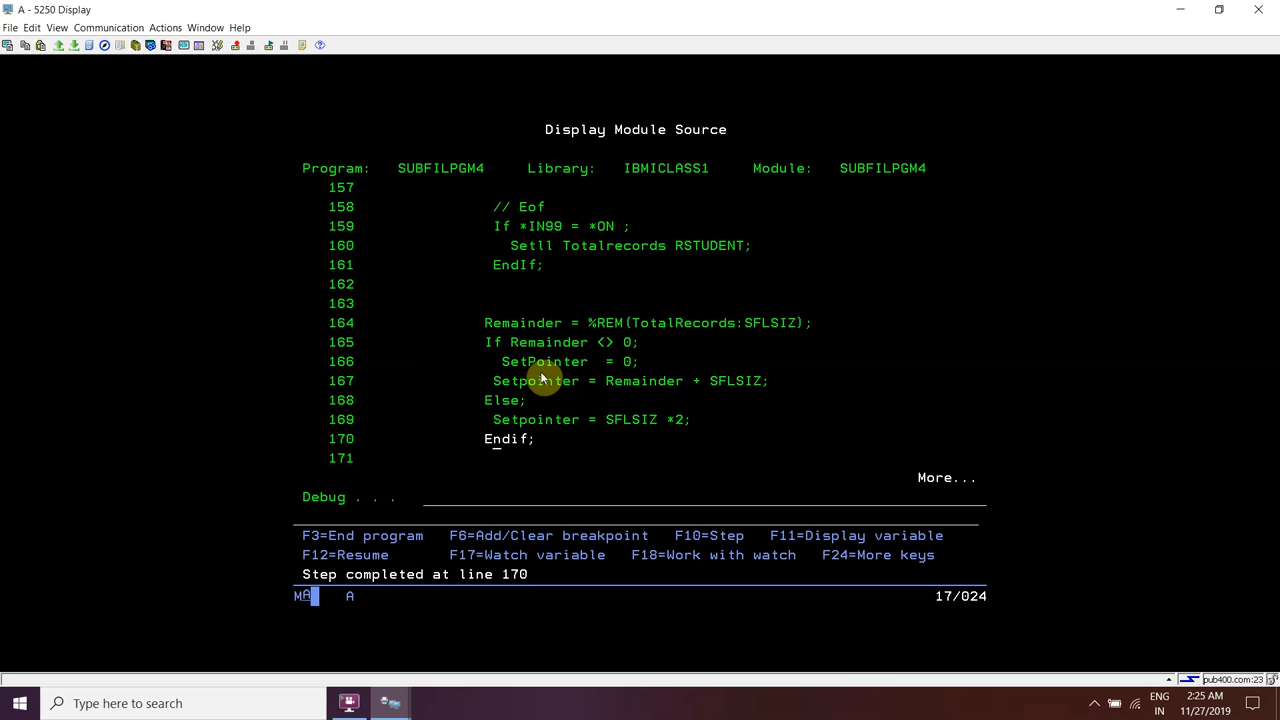 A - 5250 Display
File Edit View Communication Actions Window Help
Display Module Source
Program: SUBFILPGM4 Library: IBMICLASS1 Module: SUBFILPGM4
157
158 // Eof
159 If *IN99 = *ON ;
160 Setll Totalrecords RSTUDENT;
161 EndIf;
162
163
164 Remainder = %REM(TotalRecords:SFLSIZ);
165 If Remainder <> 0;
166 SetPointer = 0;
167 Setpointer = Remainder + SFLSIZ;
168 Else;
169 Setpointer = SFLSIZ *2;
170 Endif;
171
More...
Debug . . .
F3=End program F6=Add/Clear breakpoint F10=Step F11=Display variable
F12=Resume F17=Watch variable F18=Work with watch F24=More keys
Step completed at line 170
MA A 17/024
pub400.com:23
Type here to search
ENG
IN
2:25 AM
11/27/2019